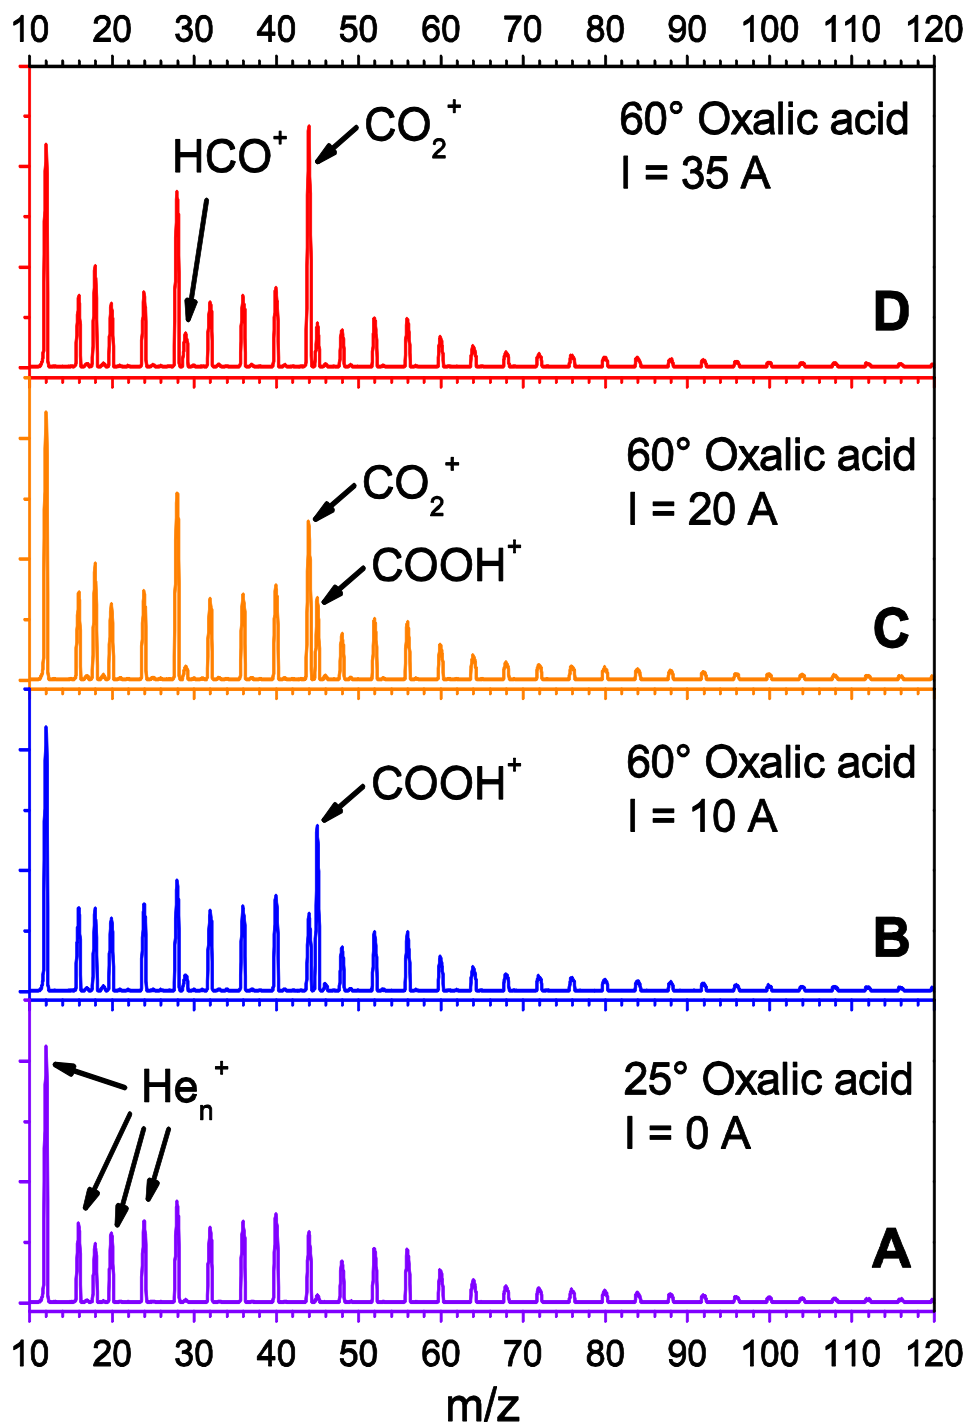 10 20 30 40 50 60 70 80 90 100 110 120
HCO+
CO2+
60° Oxalic acid
I = 35 A
D
CO2+
COOH+
60° Oxalic acid
I = 20 A
C
COOH+
60° Oxalic acid
I = 10 A
B
Hen+
25° Oxalic acid
I = 0 A
A
10 20 30 40 50 60 70 80 90 100 110 120
m/z